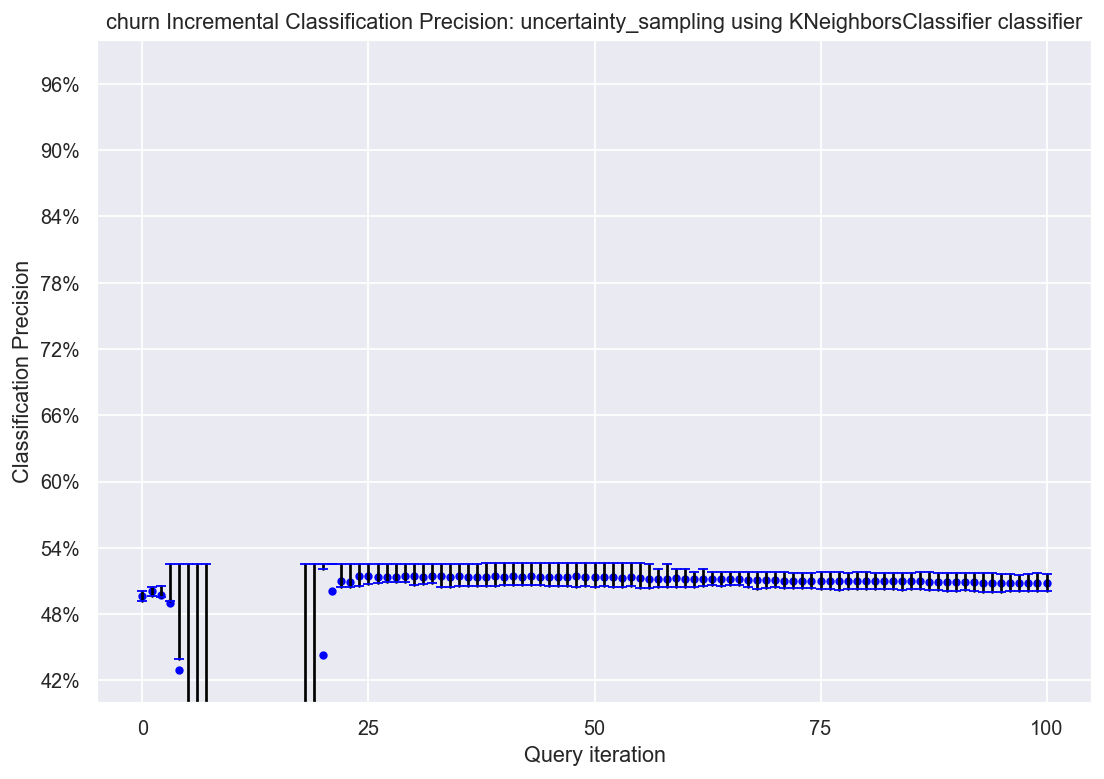 churn Incremental Classification Precision: uncertainty_sampling using KNeighborsClassifier classifier
96%
90%
84%
78%
72%
66%
60%
54%
48%
42%
Classification Precision
0 25 50 75 100
Query iteration